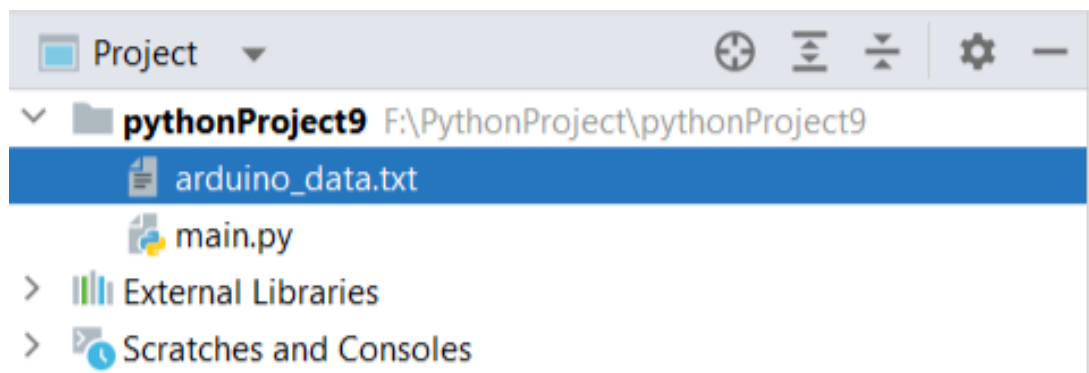 Project
pythonProject9 F:\PythonProject\pythonProject9
arduino_data.txt
main.py
External Libraries
Scratches and Consoles